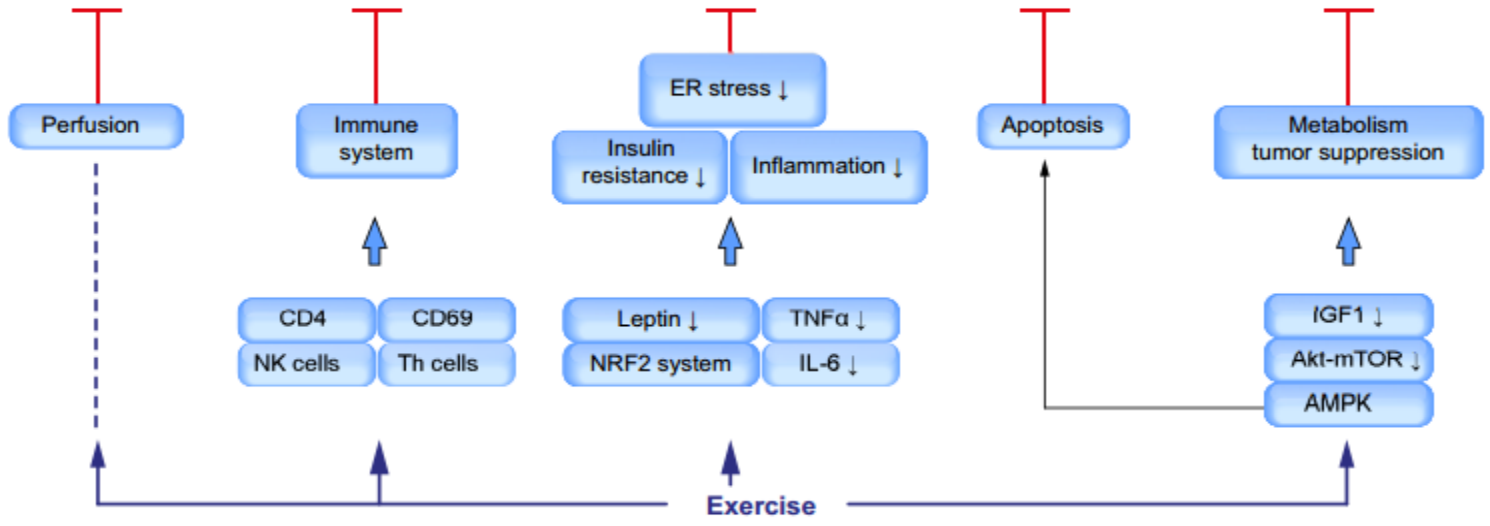 ER stress ↓
Perfusion
Immune
system
Insulin
resistance ↓
Inflammation ↓
Apoptosis
Metabolism
tumor suppression
CD4
CD69
NK cells
Th cells
Leptin ↓
TNFα ↓
NRF2 system
IL-6 ↓
IGF1 ↓
Akt-mTOR ↓
AMPK
Exercise